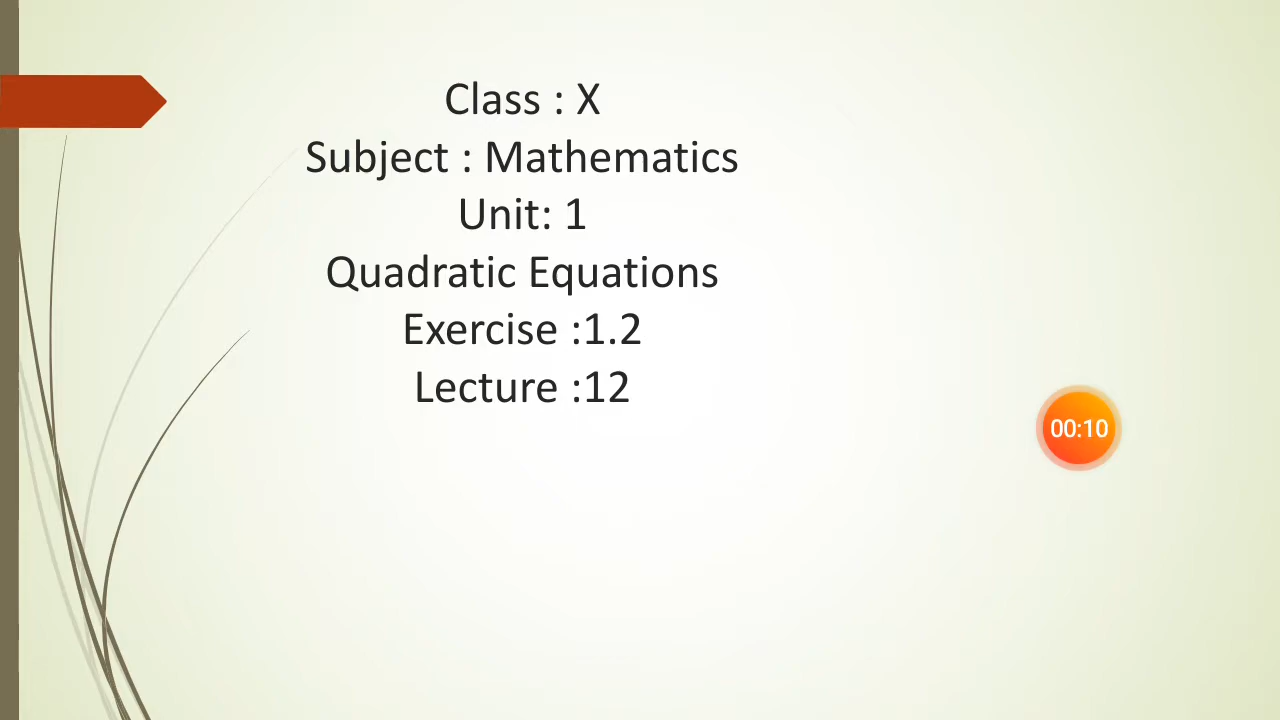 Class : X
Subject : Mathematics
Unit: 1
Quadratic Equations
Exercise :1.2
Lecture :12
00:10